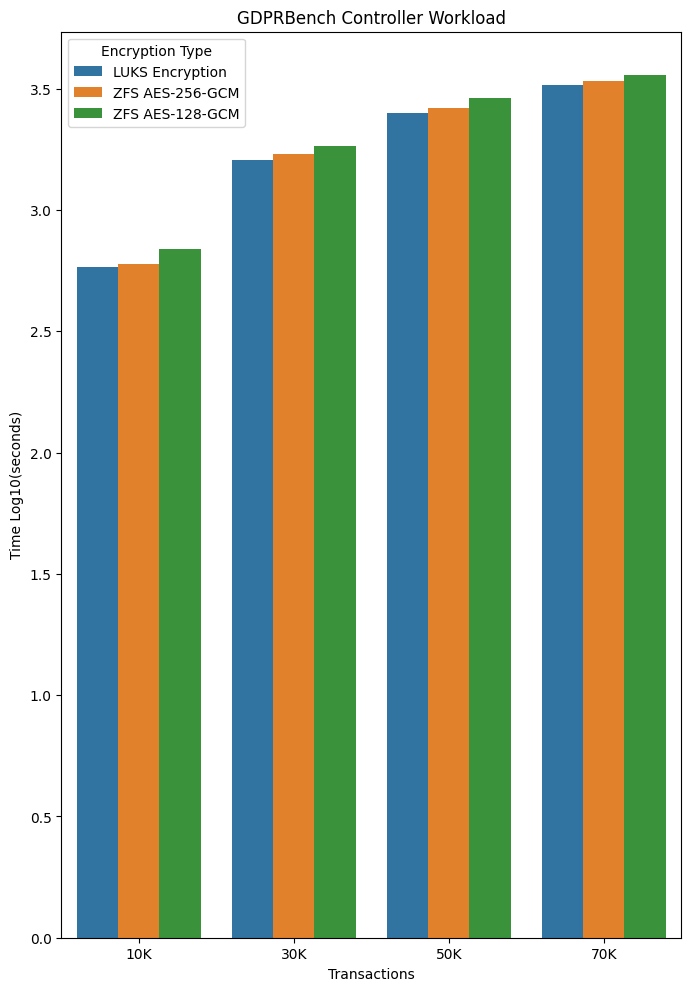 GDPRBench Controller Workload
Encryption Type
LUKS Encryption
ZFS AES-256-GCM
ZFS AES-128-GCM
Time Log10(seconds)
3.5
3.0
2.5
2.0
1.5
1.0
0.5
0.0
10K
30K
50K
70K
Transactions